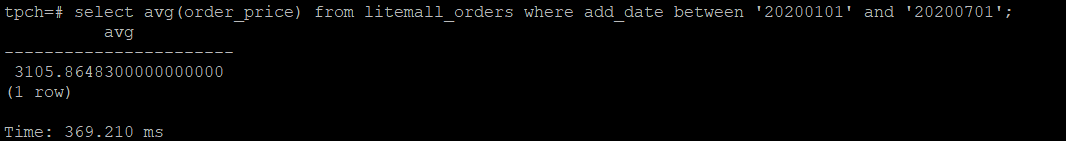 tpch=# select avg(order_price) from litemall_orders where add_date between '20200101' and '20200701';
avg
-----------------------
3105.8648300000000000
(1 row)
Time: 369.210 ms